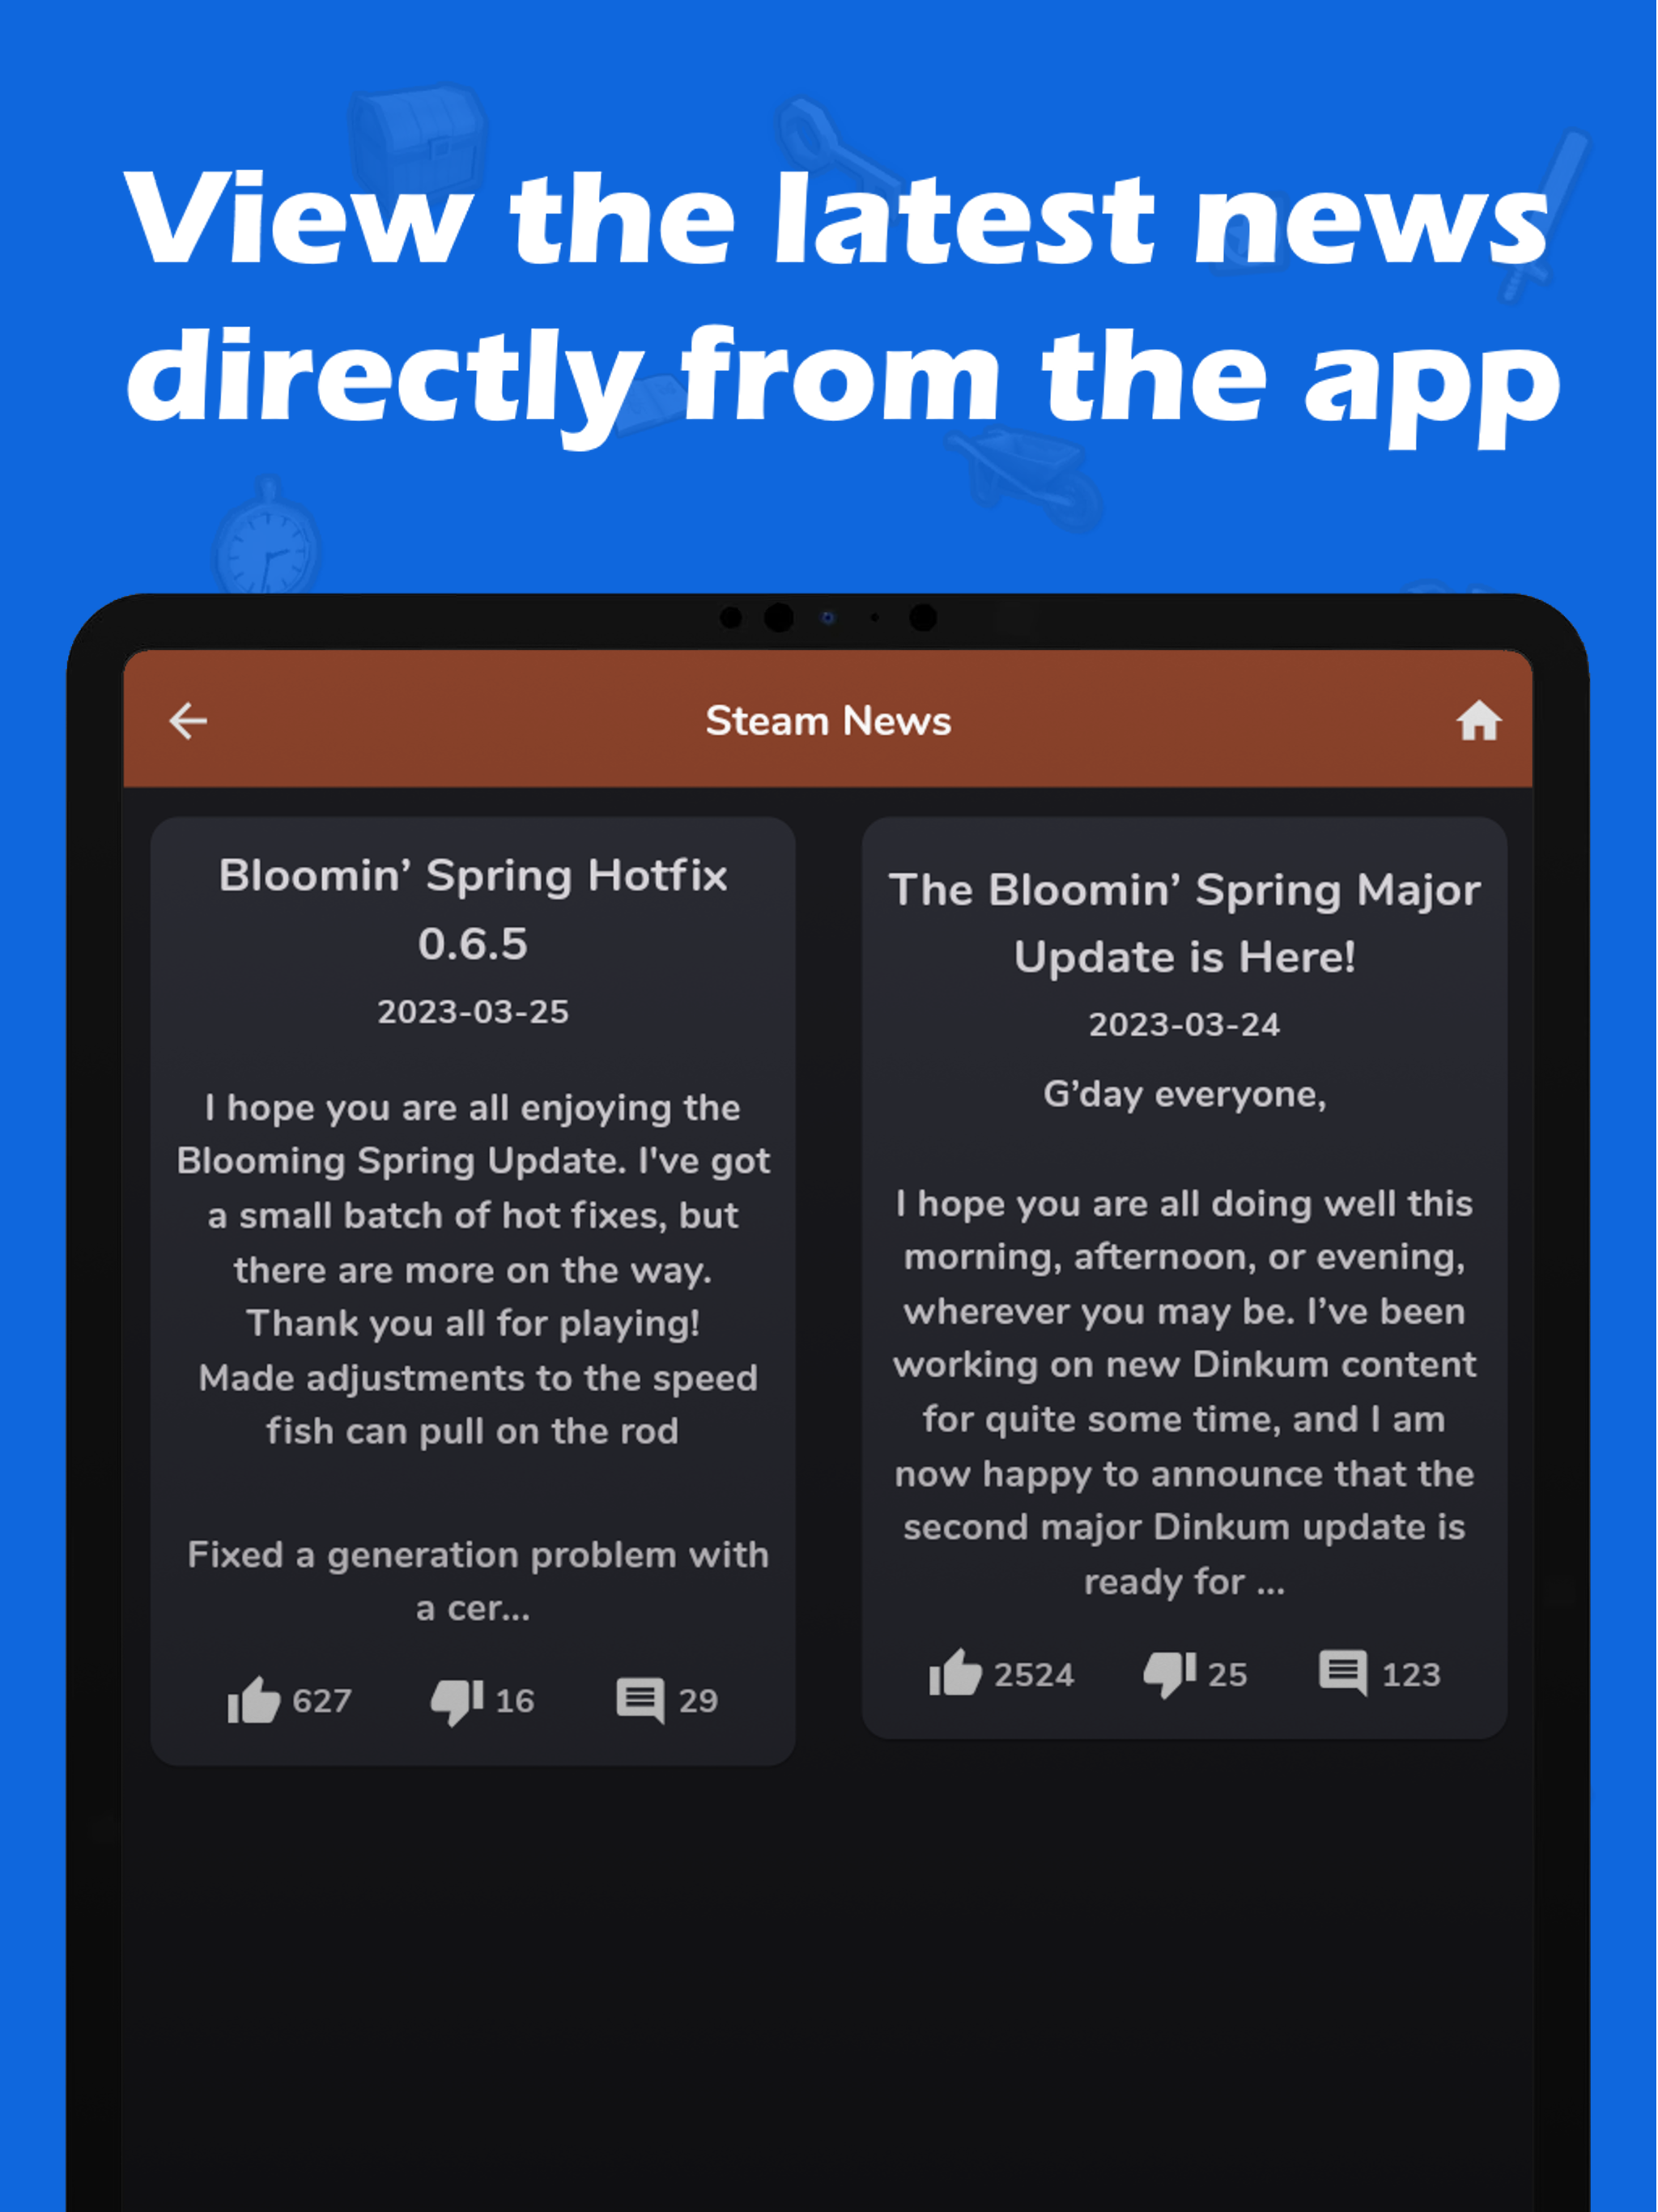 View the latest news
directly from the app
Steam News
Bloomin’ Spring Hotfix
0.6.5
2023-03-25
I hope you are all enjoying the
Blooming Spring Update. I've got
a small batch of hot fixes, but
there are more on the way.
Thank you all for playing!
Made adjustments to the speed
fish can pull on the rod
Fixed a generation problem with
a cer...
627 16 29
The Bloomin’ Spring Major
Update is Here!
2023-03-24
G’day everyone,
I hope you are all doing well this
morning, afternoon, or evening,
wherever you may be. I’ve been
working on new Dinkum content
for quite some time, and I am
now happy to announce that the
second major Dinkum update is
ready for ...
2524 25 123